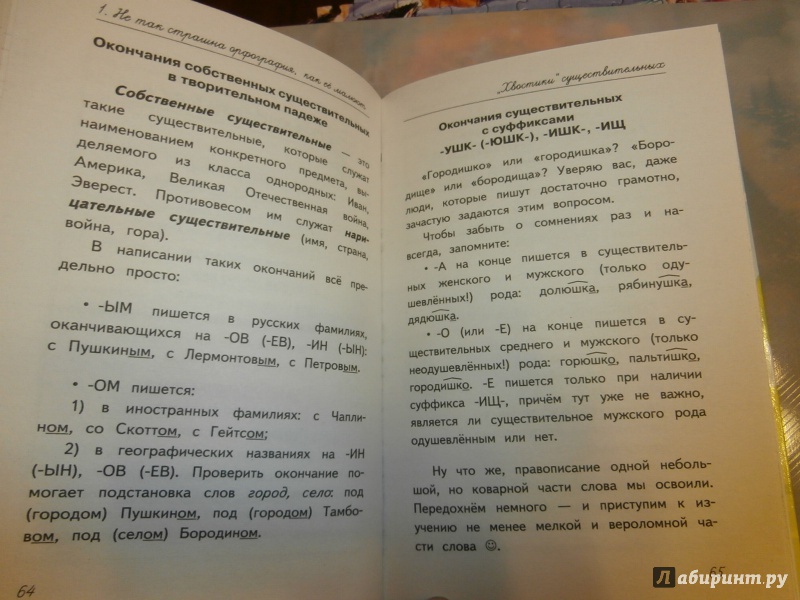 1. Не так страшна орфография, как её малюют
Окончания собственных существительных
в творительном падеже
Собственные существительные — это
такие существительные, которые служат
наименованием конкретного предмета, вы-
деляемого из класса однородных: Иван,
Америка, Великая Отечественная война,
Эверест. Противовесом им служат нари-
цательные существительные (имя, страна,
война, гора).
В написании таких окончаний всё пре-
дельно просто:
• -ЫМ пишется в русских фамилиях,
оканчивающихся на -ОВ (-ЕВ), -ИН (-ЫН):
с Пушкиным, с Лермонтовым, с Петровым.
• -ОМ пишется:
1) в иностранных фамилиях: с Чапли-
ном, со Скоттом, с Гейтсом;
2) в географических названиях на -ИН
(-ЫН), -ОВ (-ЕВ). Проверить окончание по-
могает подстановка слов город, село: под
(городом) Пушкином, под (городом) Тамбо-
вом, под (селом) Бородином.
64
„Хвостики" существительных
Окончания существительных
с суффиксами
-УШК- (-ЮШК-), -ИШК-, -ИЩ
«Городишко» или «городишка»? «Боро-
дище» или «бородища»? Уверяю вас, даже
люди, которые пишут достаточно грамотно,
зачастую задаются этим вопросом.
Чтобы забыть о сомнениях раз и на-
всегда, запомните:
• -А на конце пишется в существитель-
ных женского и мужского (только оду-
шевлённых!) рода: долюшка, рябинушка,
дядюшка.
• -О (или -Е) на конце пишется в су-
ществительных среднего и мужского (только
неодушевлённых!) рода: горюшко, пальтишко,
городишко. -Е пишется только при наличии
суффикса -ИЩ-, причём тут уже не важно,
является ли существительное мужского рода
одушевлённым или нет.
Ну что же, правописание одной неболь-
шой, но коварной части слова мы освоили.
Передохнём немного — и приступим к из-
учению не менее мелкой и вероломной ча-
сти слова ☺.
65
Лабиринт.ру